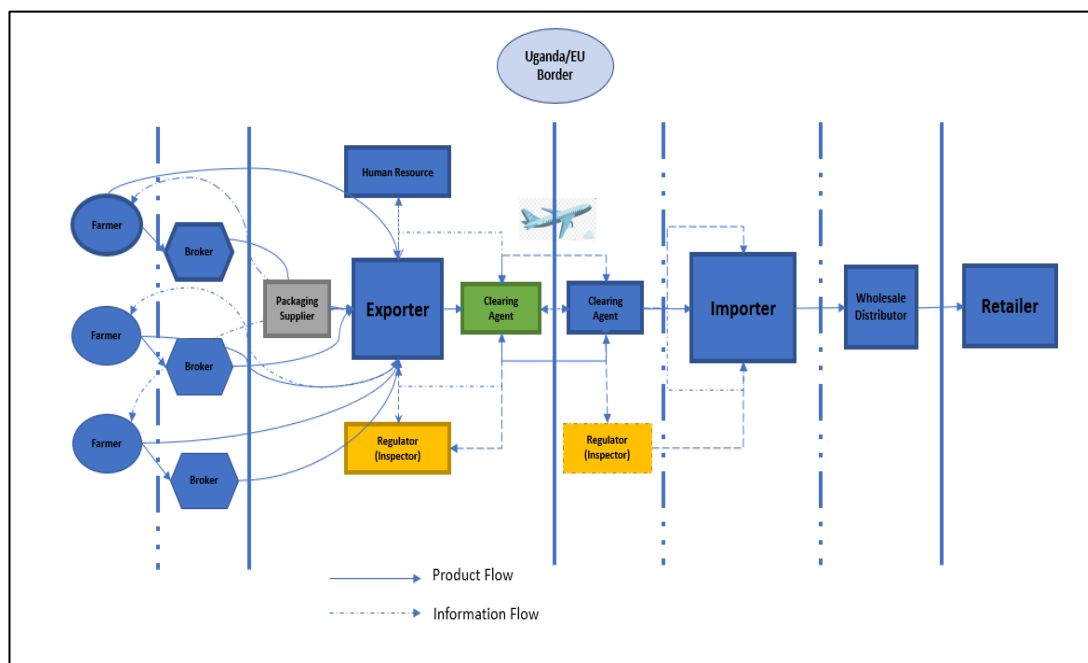 Uganda/EU
Border
Human Resource
Farmer
Broker
Packaging
Supplier
Exporter
Clearing
Agent
Clearing
Agent
Importer
Wholesale
Distributor
Retailer
Farmer
Broker
Farmer
Broker
Regulator
(Inspector)
Regulator
(Inspector)
Product Flow
Information Flow